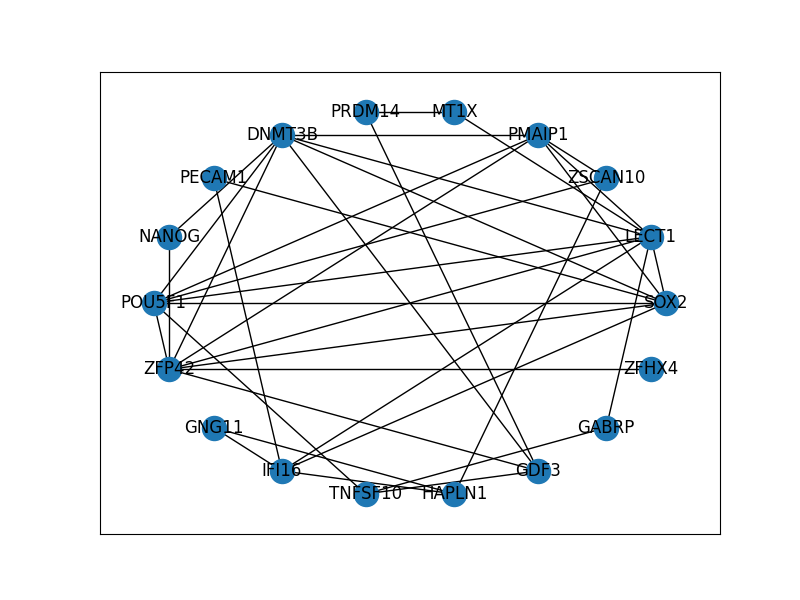 PRDM14 MT1X
DNMT3B PMAIP1
PECAM1 ZSCAN10
NANOG LECT1
POU5F1 SOX2
ZFP42 ZFHX4
GNG11 GABRP
IFI16 GDF3
TNFSF10 HAPLN1